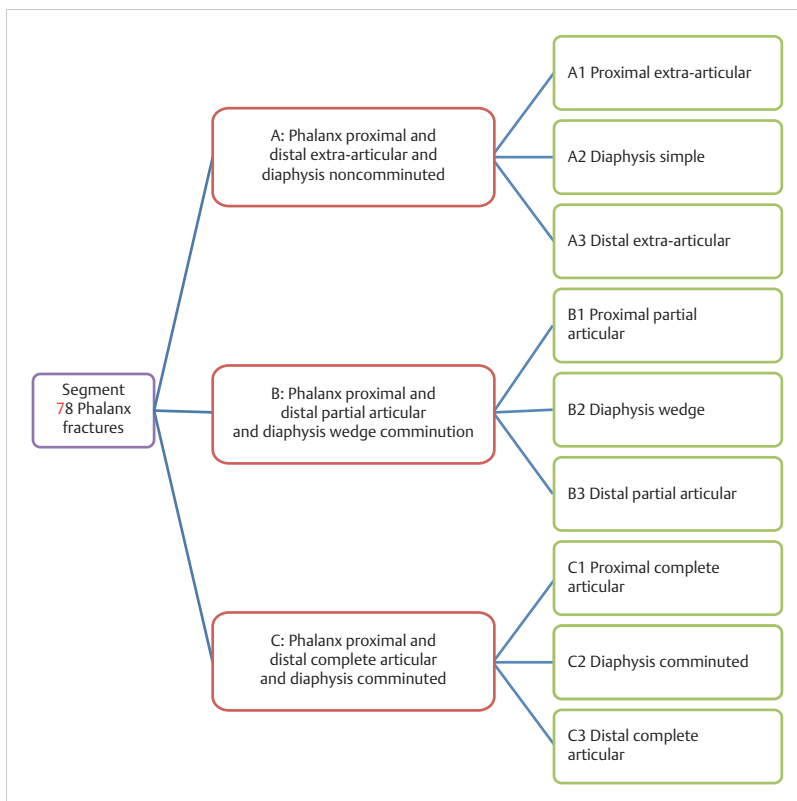 Segment
78 Phalanx
fractures
A: Phalanx proximal and
distal extra-articular and
diaphysis noncomminuted
A1 Proximal extra-articular
A2 Diaphysis simple
A3 Distal extra-articular
B: Phalanx proximal and
distal partial articular
and diaphysis wedge comminution
B1 Proximal partial
articular
B2 Diaphysis wedge
B3 Distal partial articular
C: Phalanx proximal and
distal complete articular
and diaphysis comminuted
C1 Proximal complete
articular
C2 Diaphysis comminuted
C3 Distal complete
articular